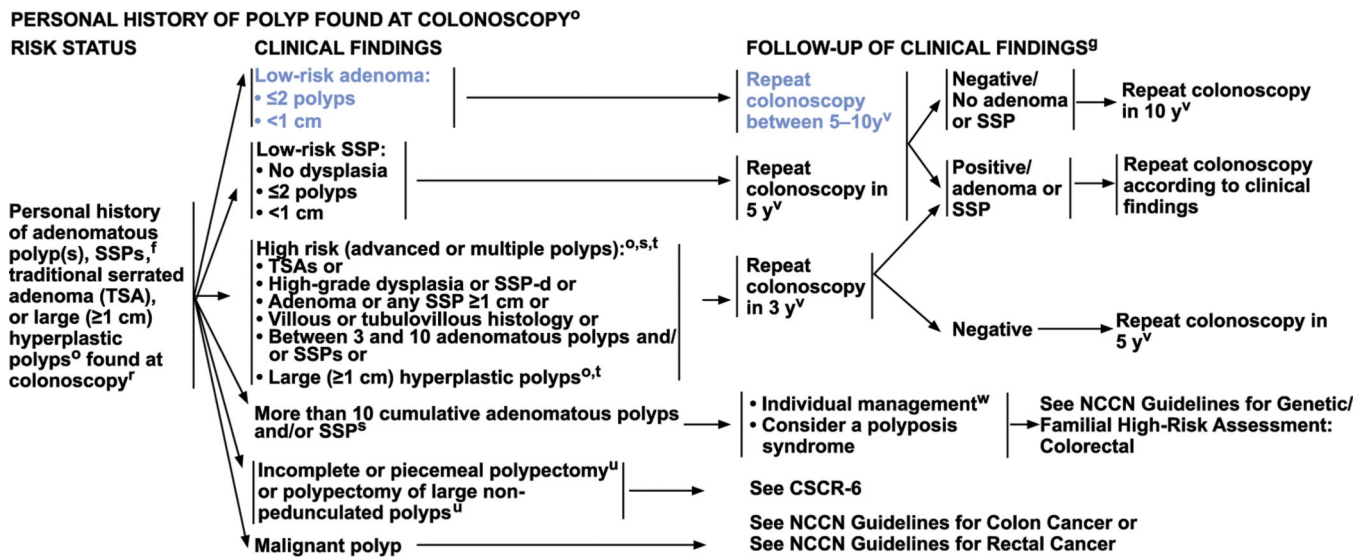 PERSONAL HISTORY OF POLYP FOUND AT COLONOSCOPYᵒ
RISK STATUS
CLINICAL FINDINGS
FOLLOW-UP OF CLINICAL FINDINGSᵍ
Personal history
of adenomatous
polyp(s), SSPs,ᶠ
traditional serrated
adenoma (TSA),
or large (≥1 cm)
hyperplastic
polypsᵒ found at
colonoscopyʳ
Low-risk adenoma:
• ≤2 polyps
• <1 cm
Repeat
colonoscopy
between 5–10yᵛ
Low-risk SSP:
• No dysplasia
• ≤2 polyps
• <1 cm
Repeat
colonoscopy in
5 yᵛ
Negative/
No adenoma
or SSP
Repeat colonoscopy
in 10 yᵛ
Positive/
adenoma or
SSP
Repeat colonoscopy
according to clinical
findings
High risk (advanced or multiple polyps):ᵒ,ˢ,ᵗ
• TSAs or
• High-grade dysplasia or SSP-d or
• Adenoma or any SSP ≥1 cm or
• Villous or tubulovillous histology or
• Between 3 and 10 adenomatous polyps and/
or SSPs or
• Large (≥1 cm) hyperplastic polypsᵒ,ᵗ
Repeat
colonoscopy
in 3 yᵛ
Negative
Repeat colonoscopy in
5 yᵛ
More than 10 cumulative adenomatous polyps
and/or SSPˢ
• Individual managementʷ
• Consider a polyposis
syndrome
See NCCN Guidelines for Genetic/
Familial High-Risk Assessment:
Colorectal
Incomplete or piecemeal polypectomyᵘ
or polypectomy of large non-
pedunculated polypsᵘ
See CSCR-6
Malignant polyp
See NCCN Guidelines for Colon Cancer or
See NCCN Guidelines for Rectal Cancer